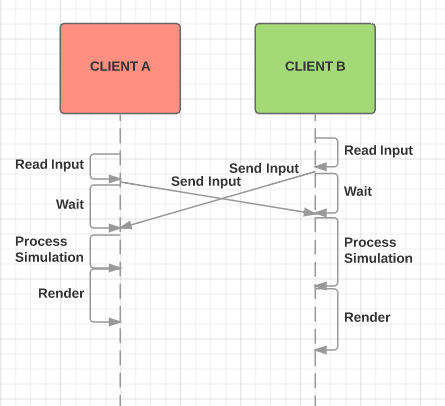 CLIENT A
CLIENT B
Read Input
Read Input
Send Input
Send Input
Wait
Wait
Process
Simulation
Process
Simulation
Render
Render